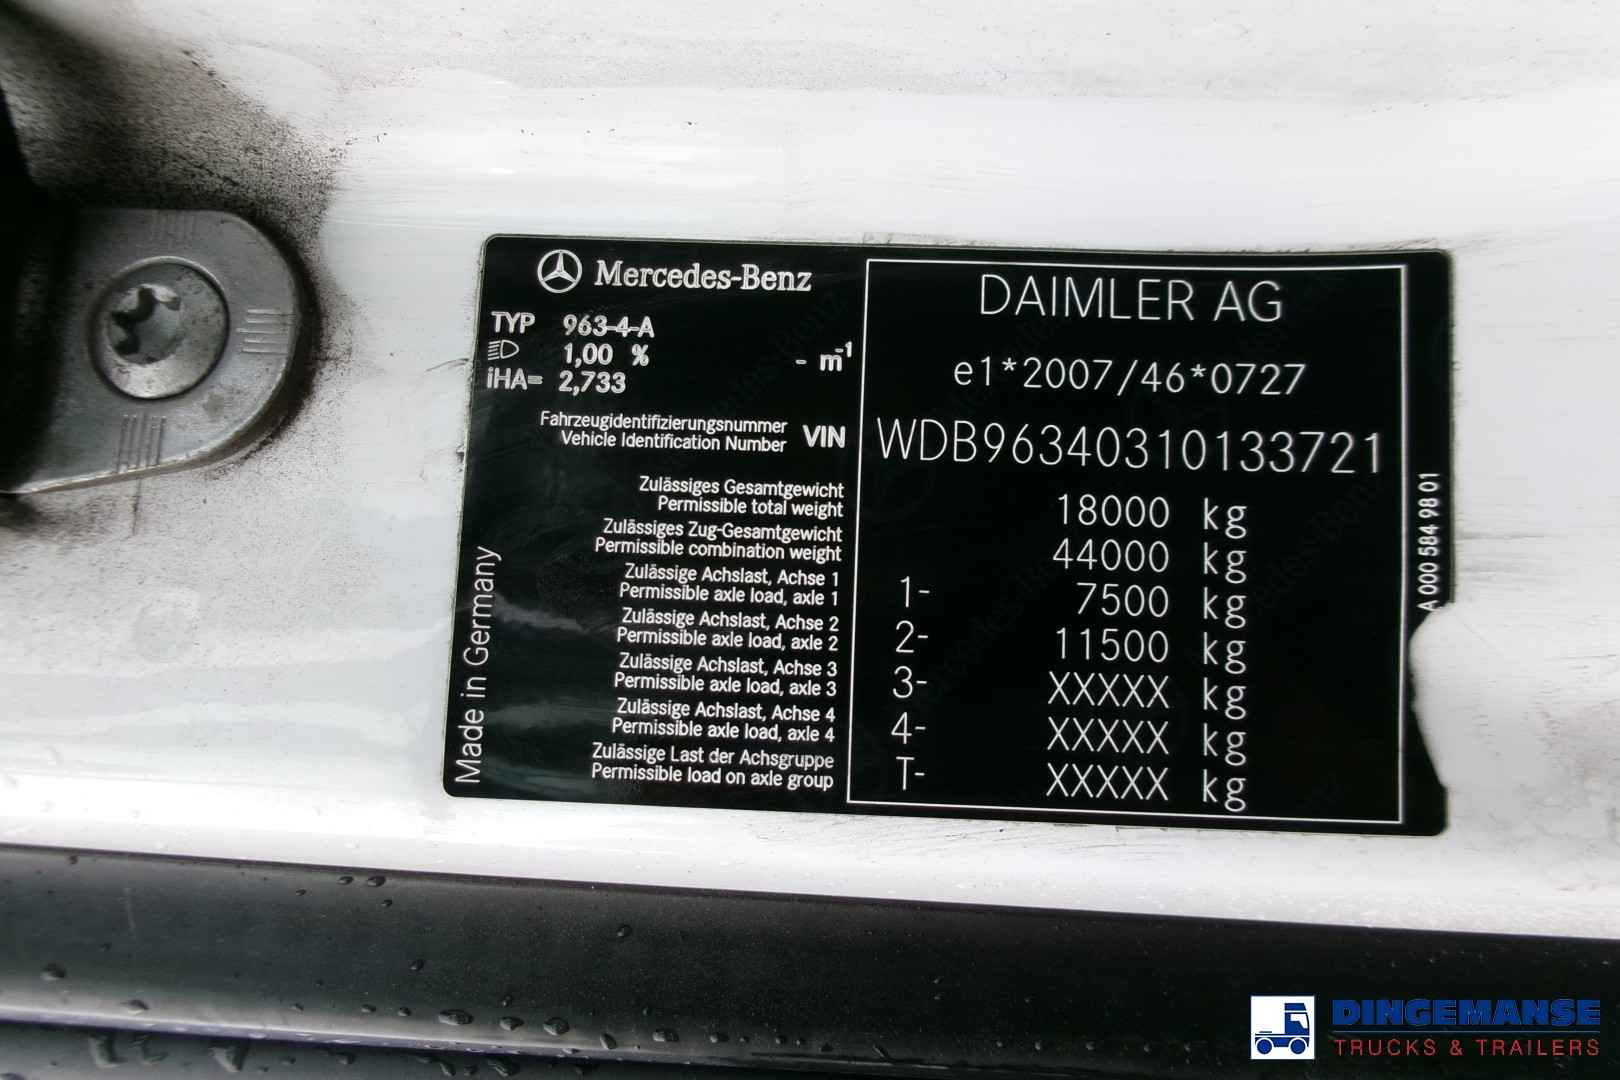 Mercedes-Benz
TYP 963-4-A
1,00 % - m-1
iHA= 2,733
Fahrzeugidentifizierungsnummer
Vehicle Identification Number VIN
Zulässiges Gesamtgewicht
Permissible total weight
Zulässiges Zug-Gesamtgewicht
Permissible combination weight
Zulässige Achslast, Achse 1
Permissible axle load, axle 1
Zulässige Achslast, Achse 2
Permissible axle load, axle 2
Zulässige Achslast, Achse 3
Permissible axle load, axle 3
Zulässige Achslast, Achse 4
Permissible axle load, axle 4
Zulässige Last der Achsgruppe
Permissible load on axle group
Made in Germany
DAIMLER AG
e1*2007/46*0727
WDB96340310133721
18000 kg
44000 kg
1- 7500 kg
2- 11500 kg
3- XXXXX kg
4- XXXXX kg
T- XXXXX kg
A 000 584 98 01
DINGEMANSE
TRUCKS & TRAILERS